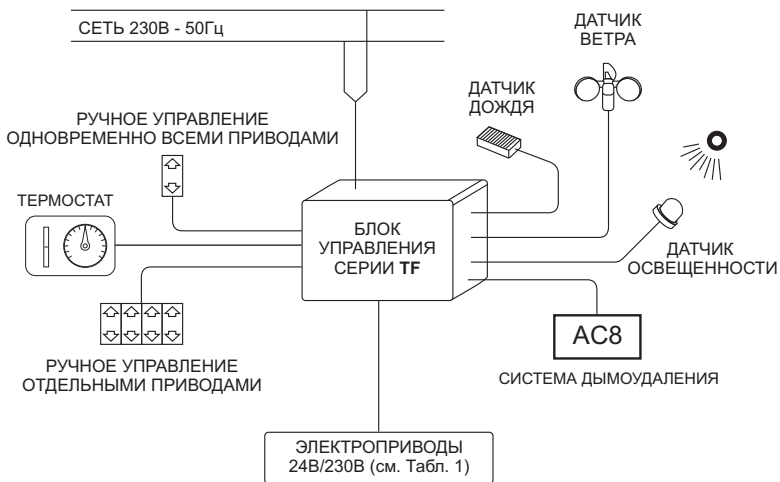 СЕТЬ 230В - 50Гц
ДАТЧИК
ВЕТРА
ДАТЧИК
ДОЖДЯ
РУЧНОЕ УПРАВЛЕНИЕ
ОДНОВРЕМЕННО ВСЕМИ ПРИВОДАМИ
ТЕРМОСТАТ
БЛОК
УПРАВЛЕНИЯ
СЕРИИ TF
ДАТЧИК
ОСВЕЩЕННОСТИ
AC8
РУЧНОЕ УПРАВЛЕНИЕ
ОТДЕЛЬНЫМИ ПРИВОДАМИ
СИСТЕМА ДЫМОУДАЛЕНИЯ
ЭЛЕКТРОПРИВОДЫ
24В/230В (см. Табл. 1)